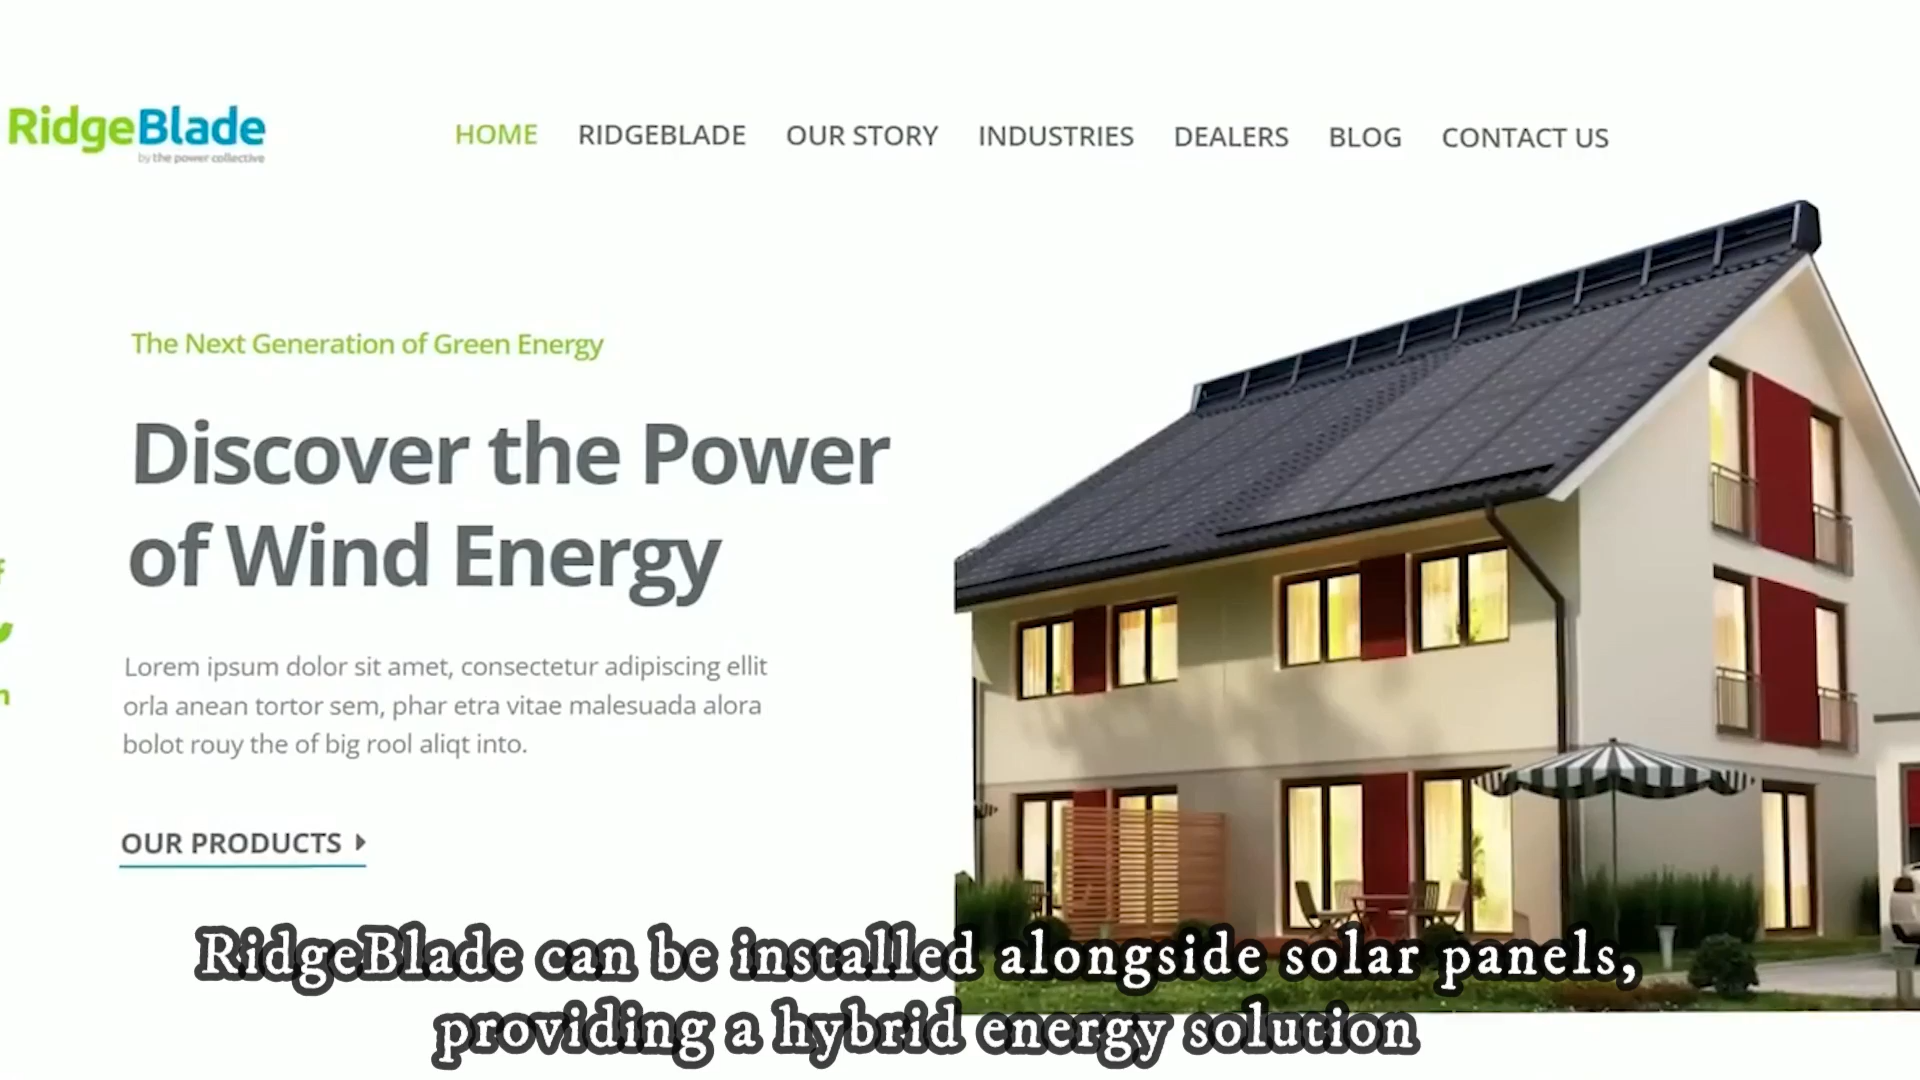 RidgeBlade
by the power collective
HOME RIDGEBLADE OUR STORY INDUSTRIES DEALERS BLOG CONTACT US
The Next Generation of Green Energy
Discover the Power
of Wind Energy
Lorem ipsum dolor sit amet, consectetur adipiscing ellit
orla anean tortor sem, phar etra vitae malesuada alora
bolot rouy the of big rool aliqt into.
OUR PRODUCTS
RidgeBlade can be installed alongside solar panels,
providing a hybrid energy solution